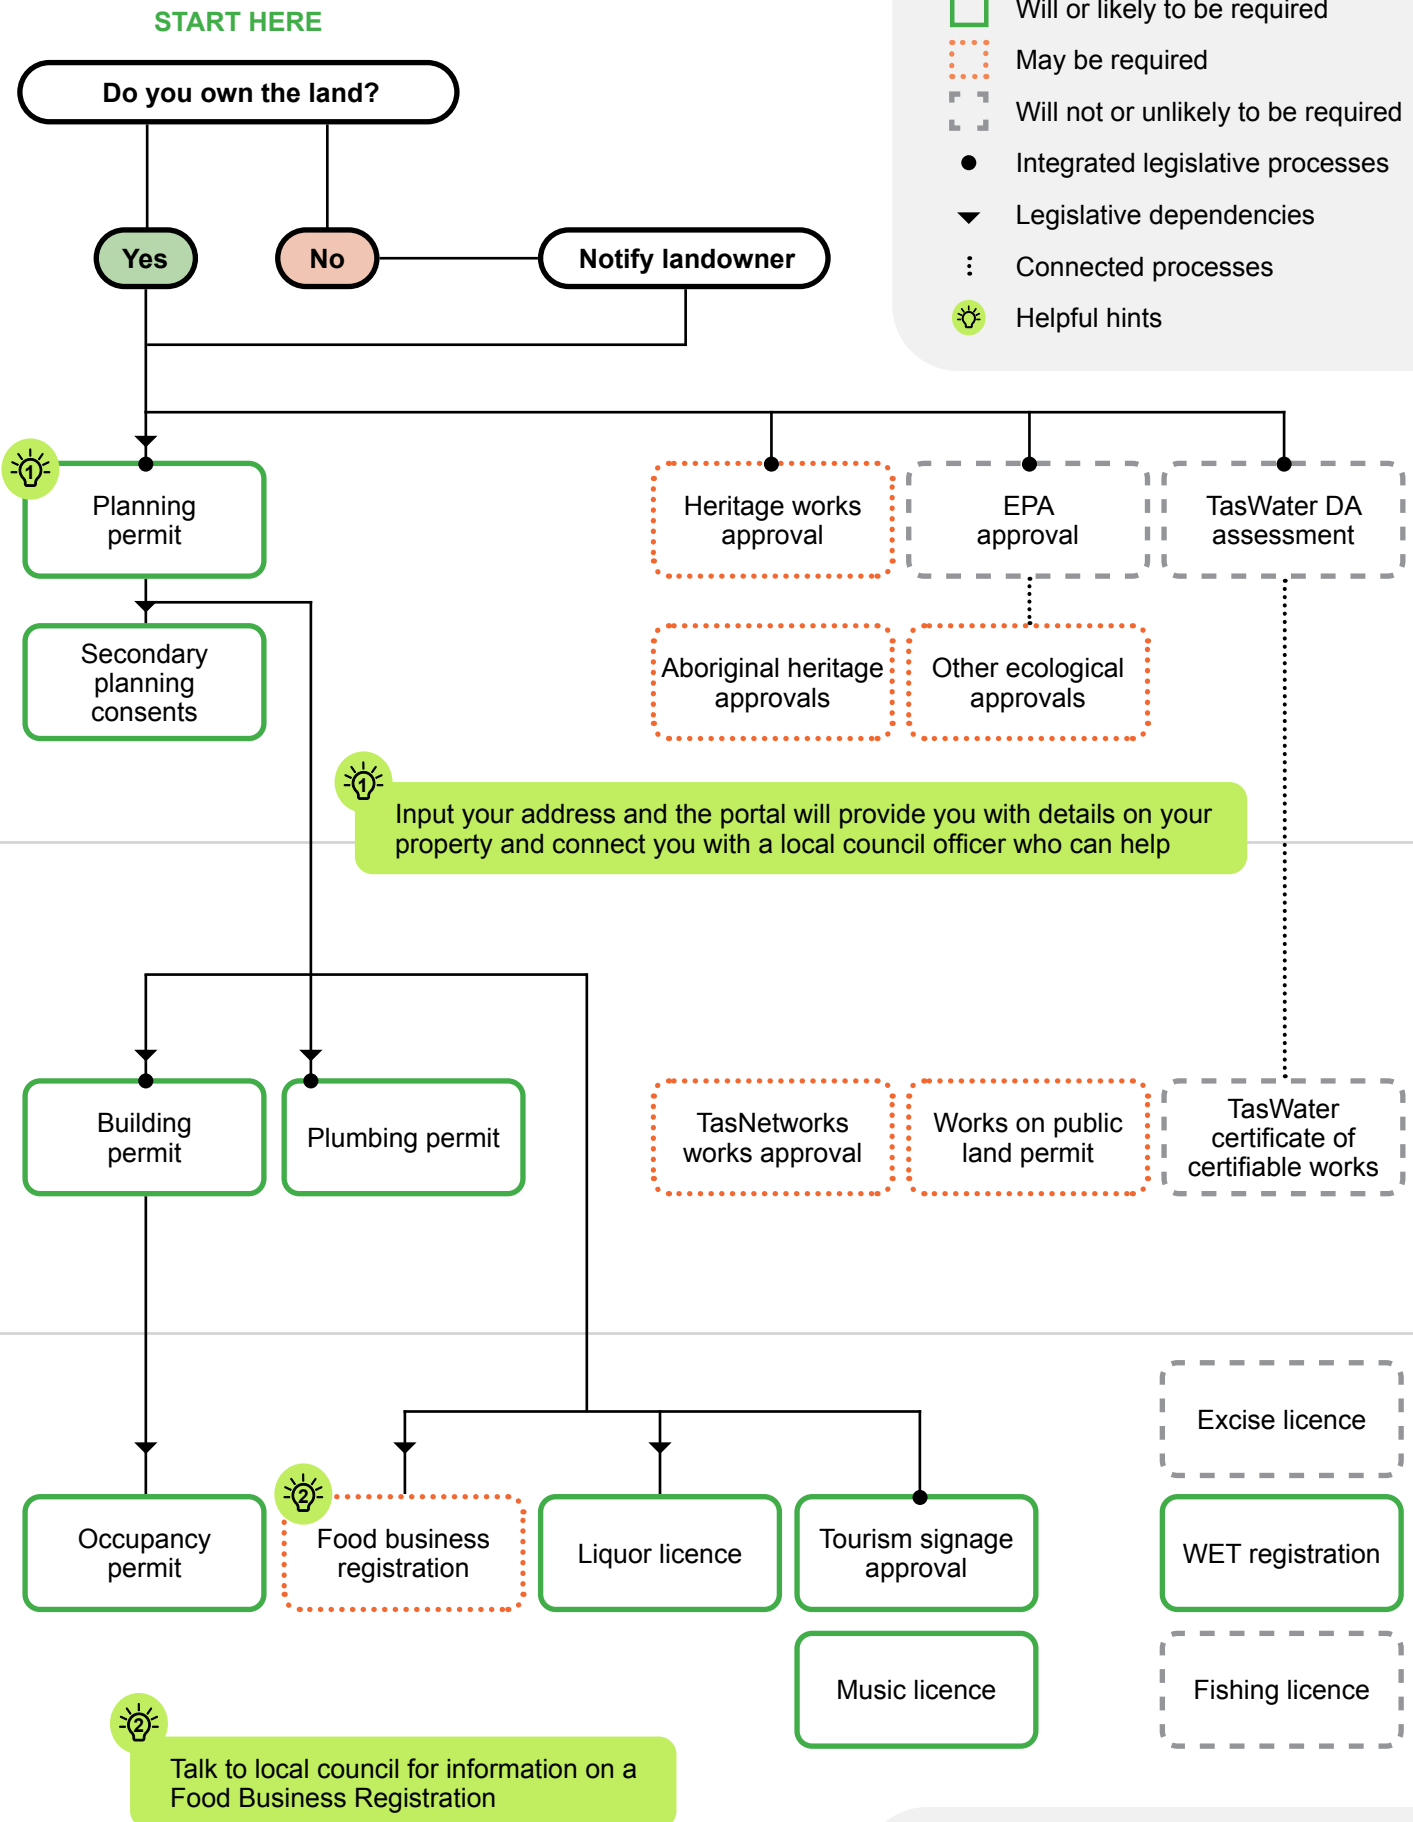 START HERE
Do you own the land?
Yes
No
Notify landowner
Will or likely to be required
May be required
Will not or unlikely to be required
Integrated legislative processes
Legislative dependencies
Connected processes
Helpful hints
1
Planning
permit
Heritage works
approval
EPA
approval
TasWater DA
assessment
Secondary
planning
consents
Aboriginal heritage
approvals
Other ecological
approvals
1
Input your address and the portal will provide you with details on your
property and connect you with a local council officer who can help
Building
permit
Plumbing permit
TasNetworks
works approval
Works on public
land permit
TasWater
certificate of
certifiable works
Excise licence
Occupancy
permit
2
Food business
registration
Liquor licence
Tourism signage
approval
WET registration
Music licence
Fishing licence
2
Talk to local council for information on a
Food Business Registration